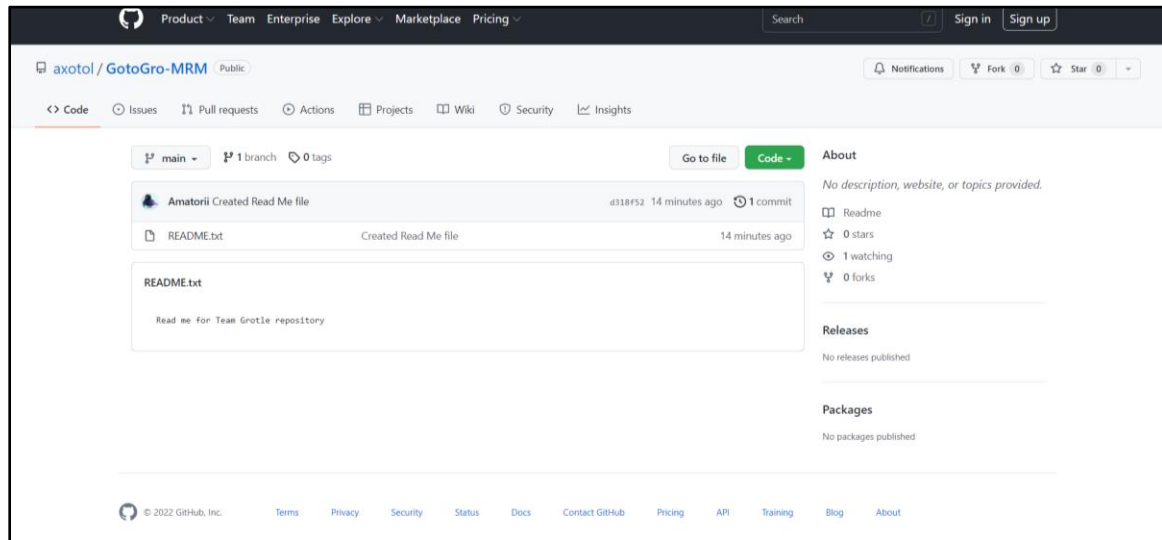 Product Team Enterprise Explore Marketplace Pricing Search / Sign in Sign up
axotol / GotoGro-MRM Public Notifications Fork 0 Star 0
Code Issues Pull requests Actions Projects Wiki Security Insights
main 1 branch 0 tags Go to file Code
Amatorii Created Read Me file d318f52 14 minutes ago 1 commit
README.txt Created Read Me file 14 minutes ago
README.txt
Read me for Team Grotle repository
About
No description, website, or topics provided.
Readme
0 stars
1 watching
0 forks
Releases
No releases published
Packages
No packages published
© 2022 GitHub, Inc. Terms Privacy Security Status Docs Contact GitHub Pricing API Training Blog About